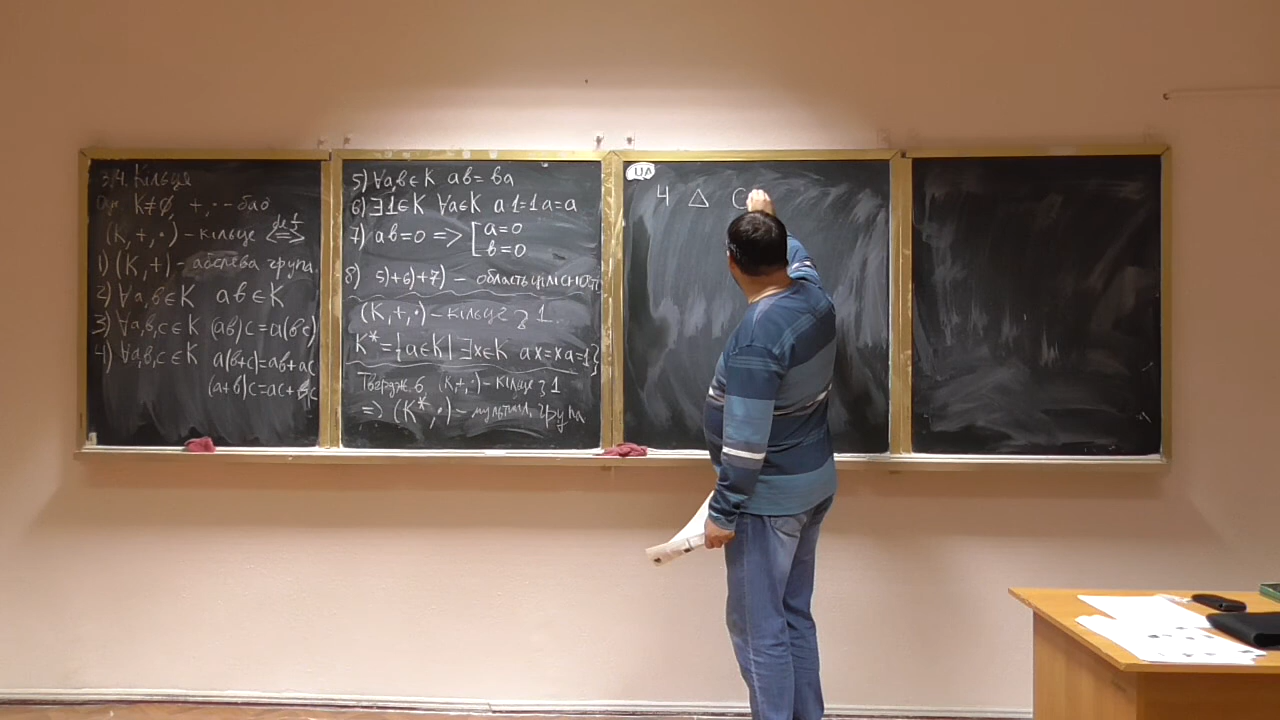 3.4. Кільця
K≠∅, +, · - бао
(K,+,·) - кільце def⟺
1) (K,+) - абелева група
2) ∀a,b∈K ab∈K
3) ∀a,b,c∈K (ab)c=a(bc)
4) ∀a,b,c∈K a(b+c)=ab+ac
(a+b)c=ac+bc
5) ∀a,b∈K ab=ba
6) ∃1∈K ∀a∈K a1=1a=a
7) ab=0 => [a=0
b=0
8) 5)+6)+7) - область цілісності
(K,+,·) - кільце з 1.
K*={a∈K| ∃x∈K ax=xa=1}
Твердж. 6 (K,+,·) - кільце з 1
=> (K*,·) - мультипл. група
UA
4 △ C